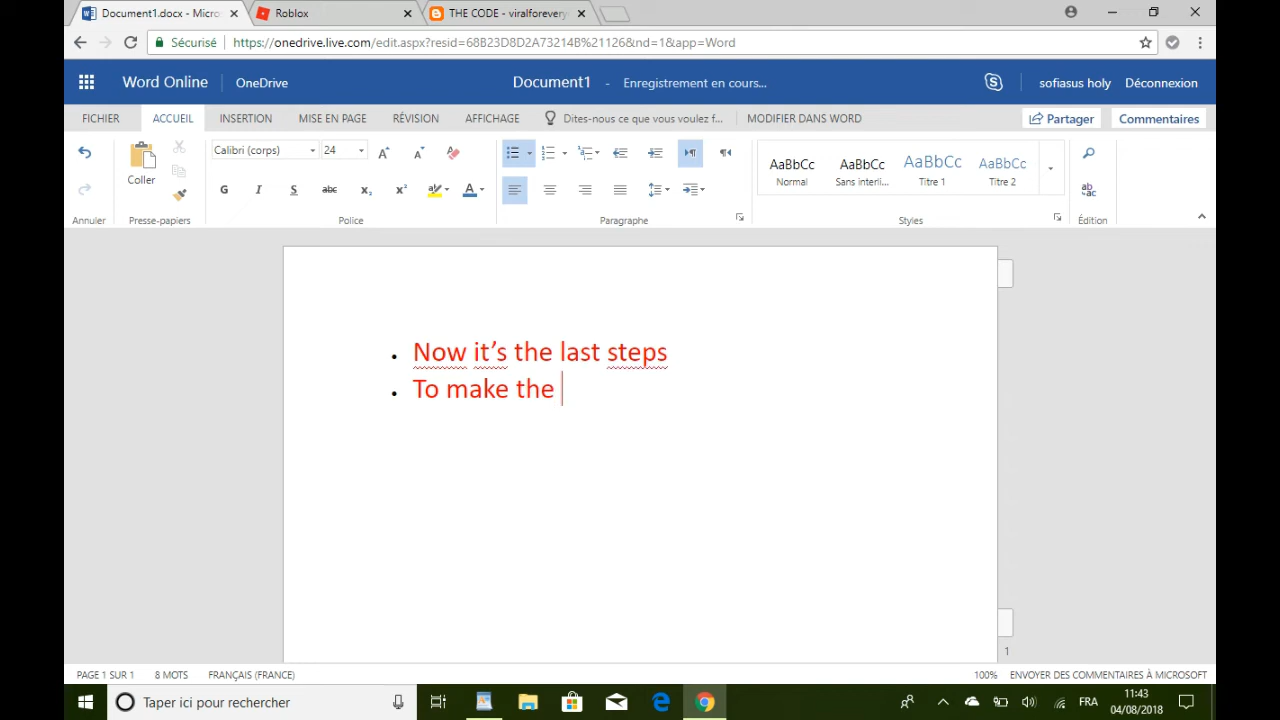 Document1.docx - Micro
Roblox
THE CODE - viralforevery
Sécurisé
https://onedrive.live.com/edit.aspx?resid=68B23D8D2A73214B%21126&nd=1&app=Word
Word Online
OneDrive
Document1 - Enregistrement en cours...
sofiasus holy
Déconnexion
FICHIER
ACCUEIL
INSERTION
MISE EN PAGE
RÉVISION
AFFICHAGE
Dites-nous ce que vous voulez f...
MODIFIER DANS WORD
Partager
Commentaires
Calibri (corps)
24
Coller
G I S abc x₂ x² A
AaBbCc AaBbCc AaBbCc AaBbCc
Normal Sans interli... Titre 1 Titre 2
Annuler
Presse-papiers
Police
Paragraphe
Styles
Édition
• Now it's the last steps
• To make the
1
PAGE 1 SUR 1
8 MOTS
FRANÇAIS (FRANCE)
100%
ENVOYER DES COMMENTAIRES À MICROSOFT
Taper ici pour rechercher
FRA
11:43
04/08/2018